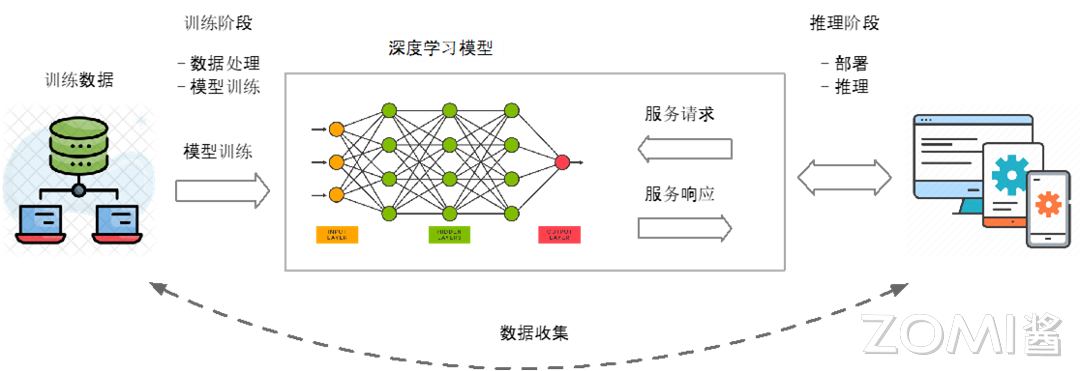 训练阶段
- 数据处理
- 模型训练
训练数据
模型训练
深度学习模型
INPUT
LAYER
HIDDEN
LAYERS
OUTPUT
LAYER
服务请求
服务响应
推理阶段
- 部署
- 推理
数据收集
ZOMI酱